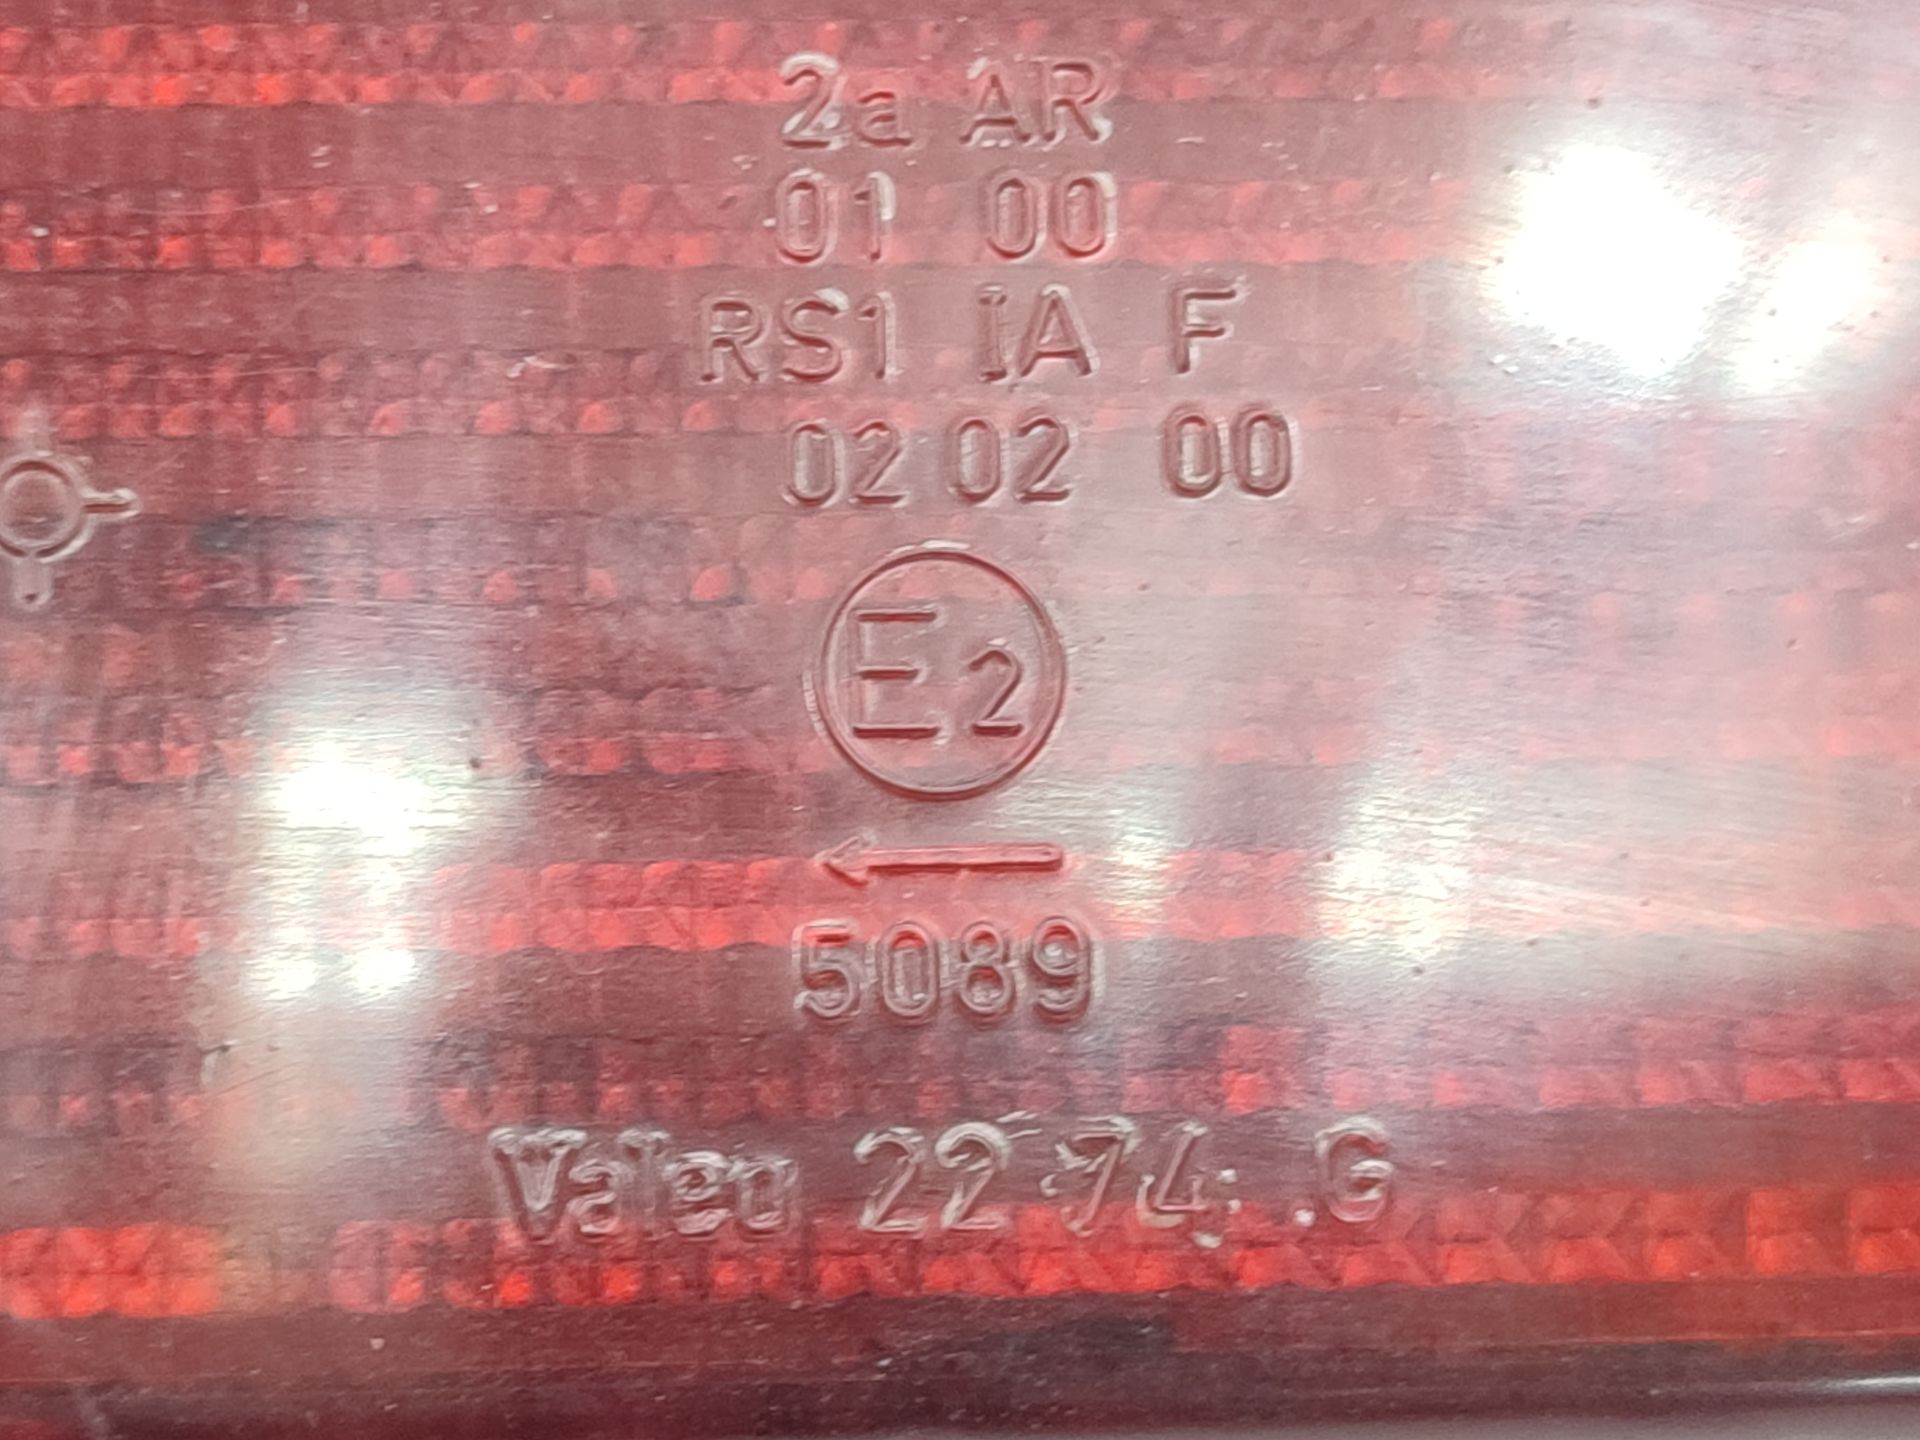 2a AR
01 00
RS1 IA F
02 02 00
E2
5089
Valeo 22 74 .G